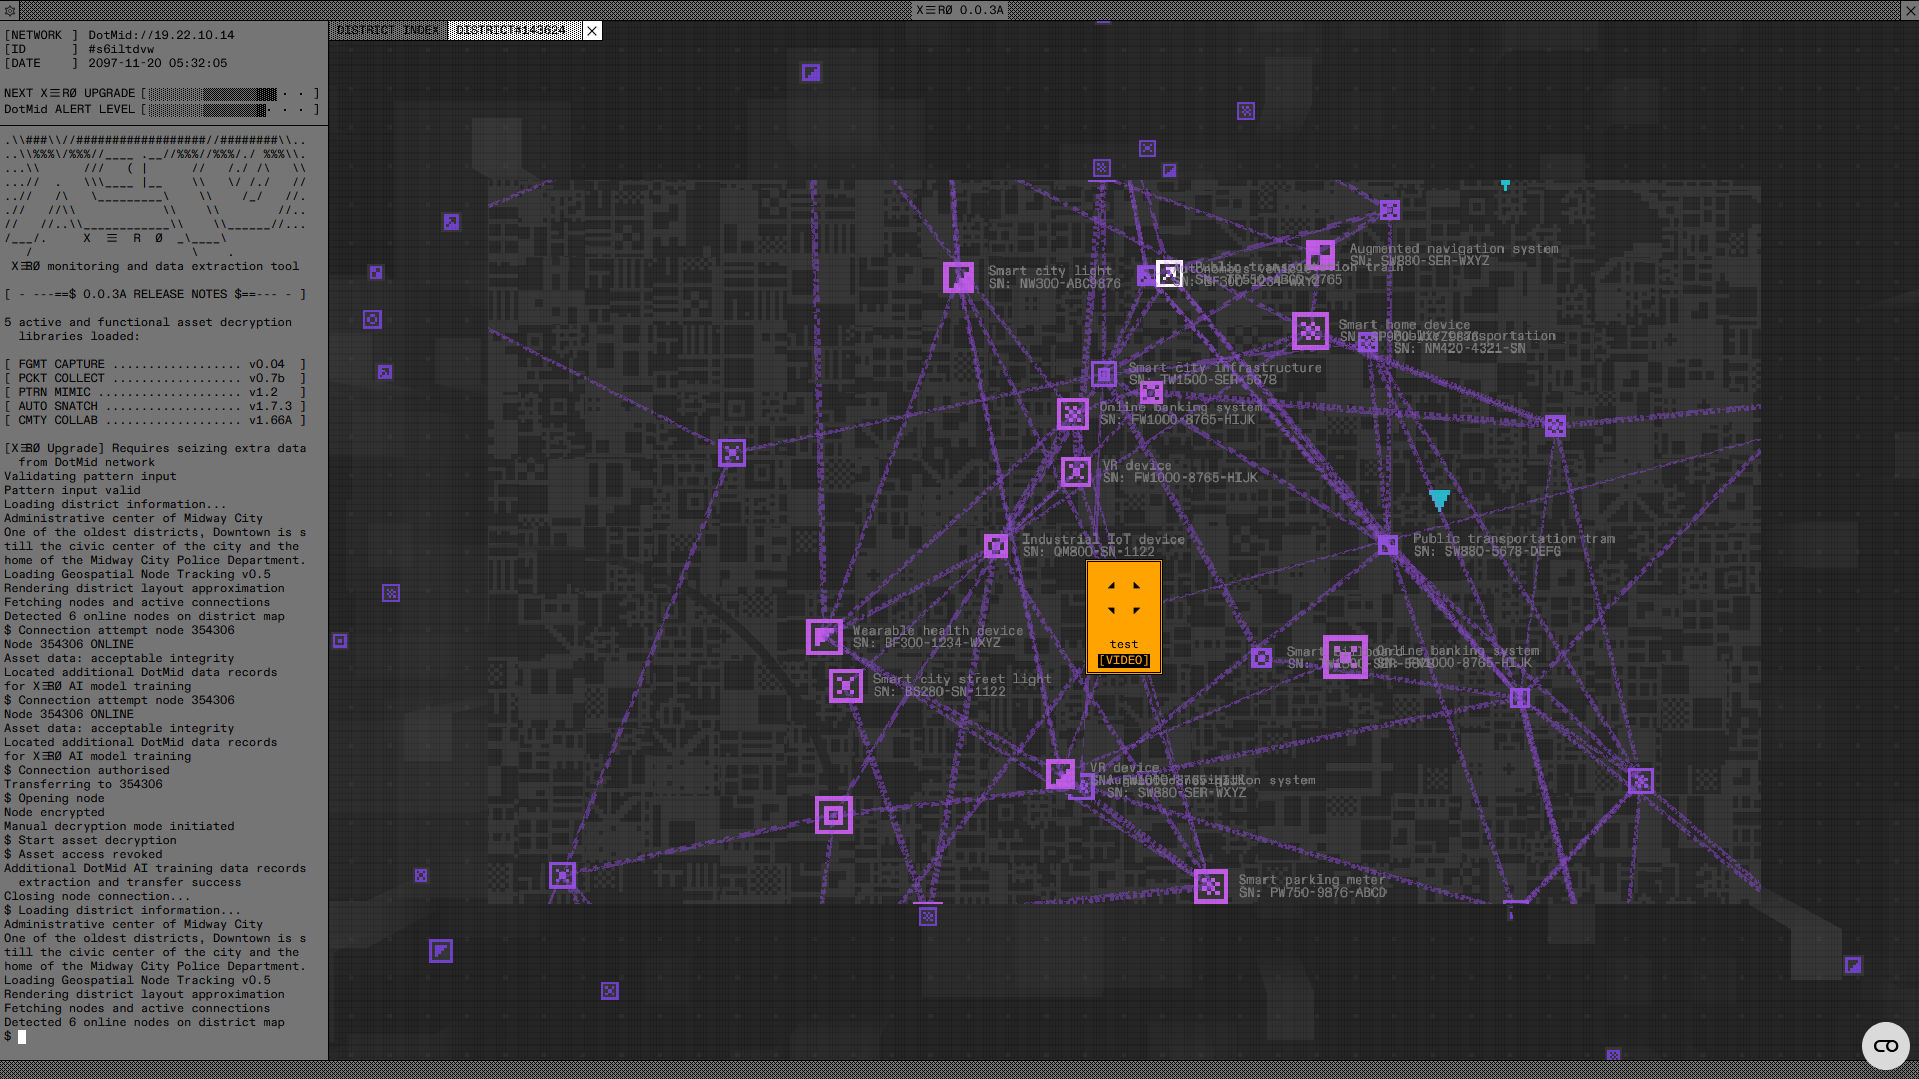 X☰RØ 0.0.3A
[NETWORK ] DotMid://19.22.10.14
[ID ] #s6iltdvw
[DATE ] 2097-11-20 05:32:05
NEXT X☰RØ UPGRADE [ · · ]
DotMid ALERT LEVEL [ · · · ]
X ☰ R Ø
X☰RØ monitoring and data extraction tool
[ - ---==$ 0.0.3A RELEASE NOTES $==--- - ]
5 active and functional asset decryption
libraries loaded:
[ FGMT CAPTURE .................. v0.04 ]
[ PCKT COLLECT .................. v0.7b ]
[ PTRN MIMIC .................... v1.2 ]
[ AUTO SNATCH ................... v1.7.3 ]
[ CMTY COLLAB ................... v1.66A ]
[X☰RØ Upgrade] Requires seizing extra data
from DotMid network
Validating pattern input
Pattern input valid
Loading district information...
Administrative center of Midway City
One of the oldest districts, Downtown is s
till the civic center of the city and the
home of the Midway City Police Department.
Loading Geospatial Node Tracking v0.5
Rendering district layout approximation
Fetching nodes and active connections
Detected 6 online nodes on district map
$ Connection attempt node 354306
Node 354306 ONLINE
Asset data: acceptable integrity
Located additional DotMid data records
for X☰RØ AI model training
$ Connection attempt node 354306
Node 354306 ONLINE
Asset data: acceptable integrity
Located additional DotMid data records
for X☰RØ AI model training
$ Connection authorised
Transferring to 354306
$ Opening node
Node encrypted
Manual decryption mode initiated
$ Start asset decryption
$ Asset access revoked
Additional DotMid AI training data records
extraction and transfer success
Closing node connection...
$ Loading district information...
Administrative center of Midway City
One of the oldest districts, Downtown is s
till the civic center of the city and the
home of the Midway City Police Department.
Loading Geospatial Node Tracking v0.5
Rendering district layout approximation
Fetching nodes and active connections
Detected 6 online nodes on district map
$
DISTRICT INDEX
Augmented navigation system
SN: SW880-SER-WXYZ
Smart city light
SN: NW300-ABC9876
Smart home device
Public transportation
SN: NM420-4321-SN
Smart city infrastructure
SN: TW1500-SER-5678
Online banking system
SN: FW1000-8765-HIJK
VR device
SN: FW1000-8765-HIJK
Industrial IoT device
SN: QM800-SN-1122
Public transportation tram
SN: SW880-5678-DEFG
test
[VIDEO]
Wearable health device
SN: BF300-1234-WXYZ
Online banking system
Smart city street light
SN: BS280-SN-1122
VR device
SN: SW880-SER-WXYZ
Smart parking meter
SN: PW750-9876-ABCD